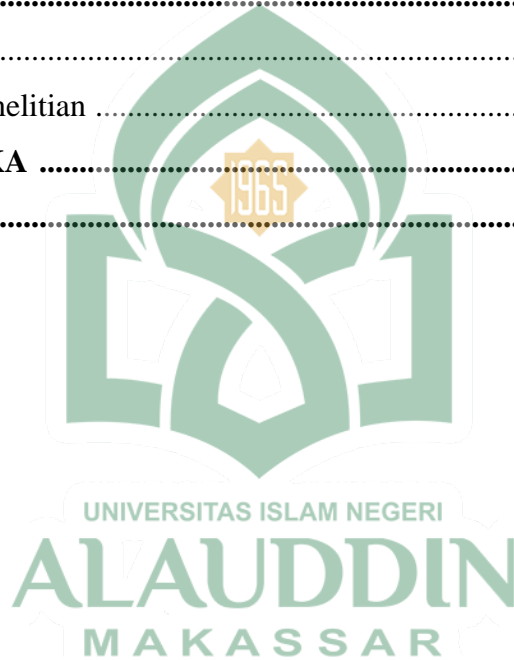 ........................................
........................................
nelitian ........................................
KA ........................................
........................................
1965
UNIVERSITAS ISLAM NEGERI
ALAUDDIN
MAKASSAR